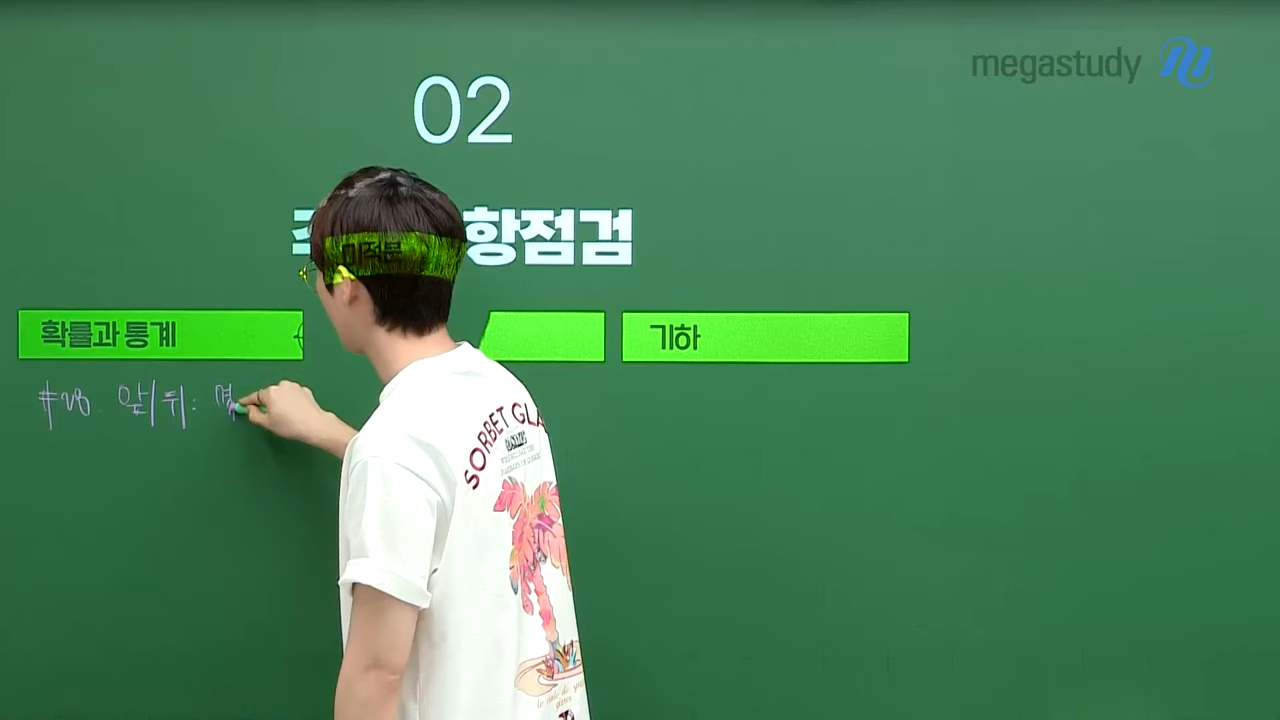 megastudy
02
항점검
확률과 통계
미적분
기하
#28. 앞/뒤:
SORBET GLA